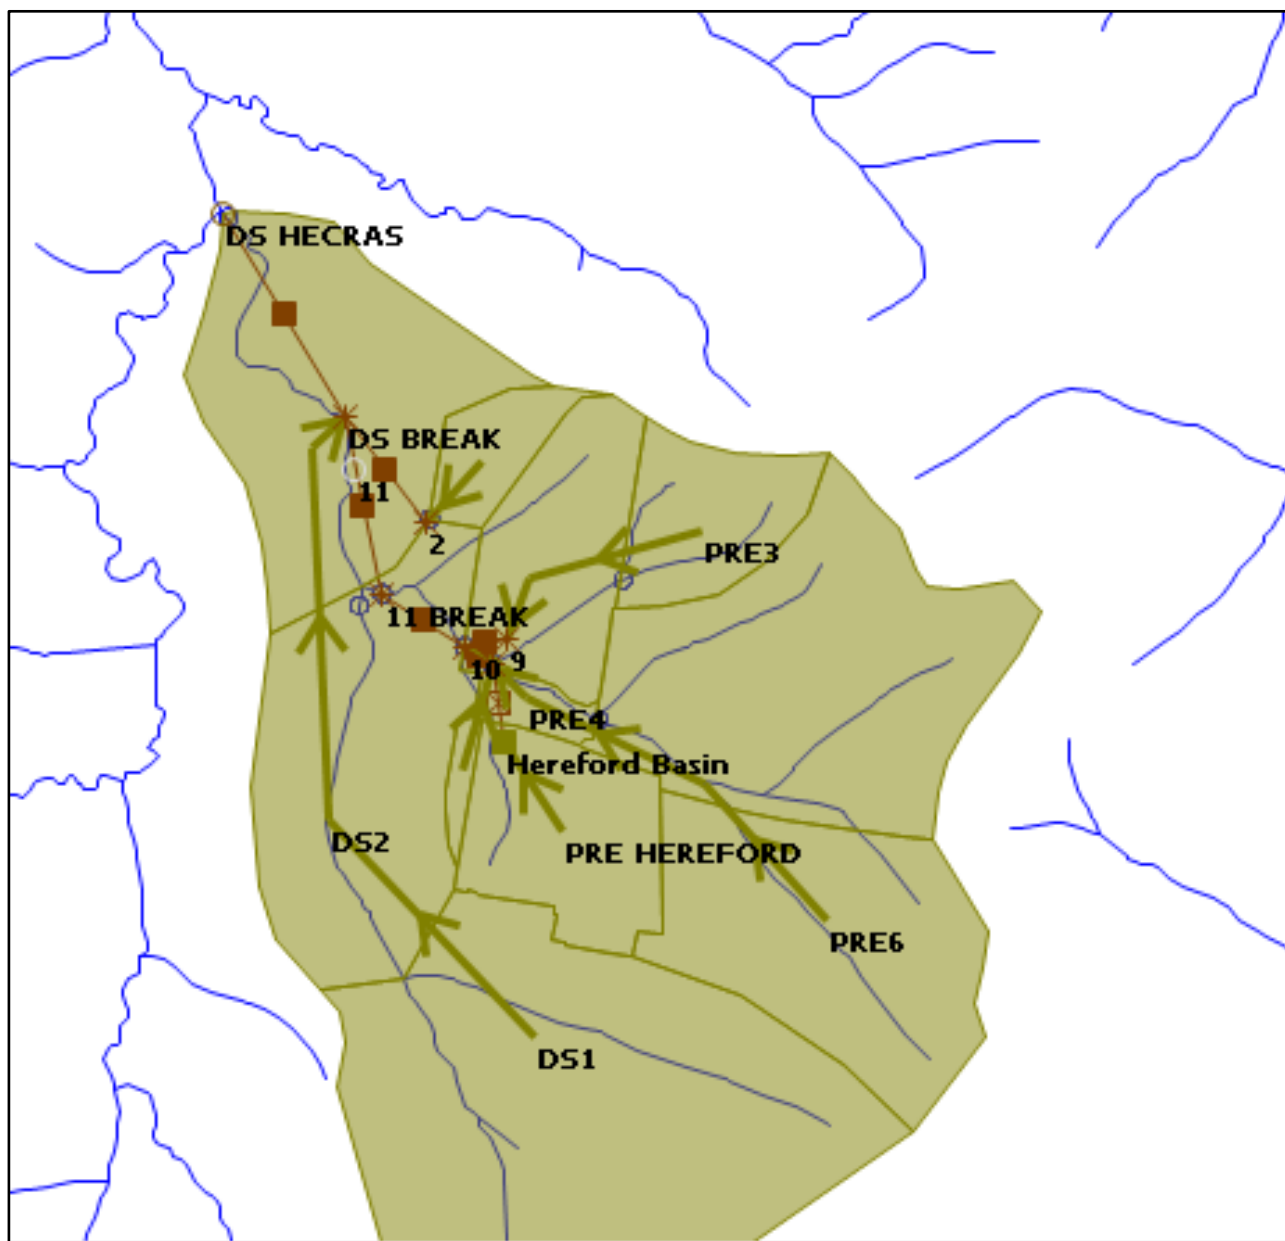 DS HECRAS
DS BREAK
11
2
PRE3
11 BREAK
9
10
PRE4
Hereford Basin
DS2
PRE HEREFORD
PRE6
DS1